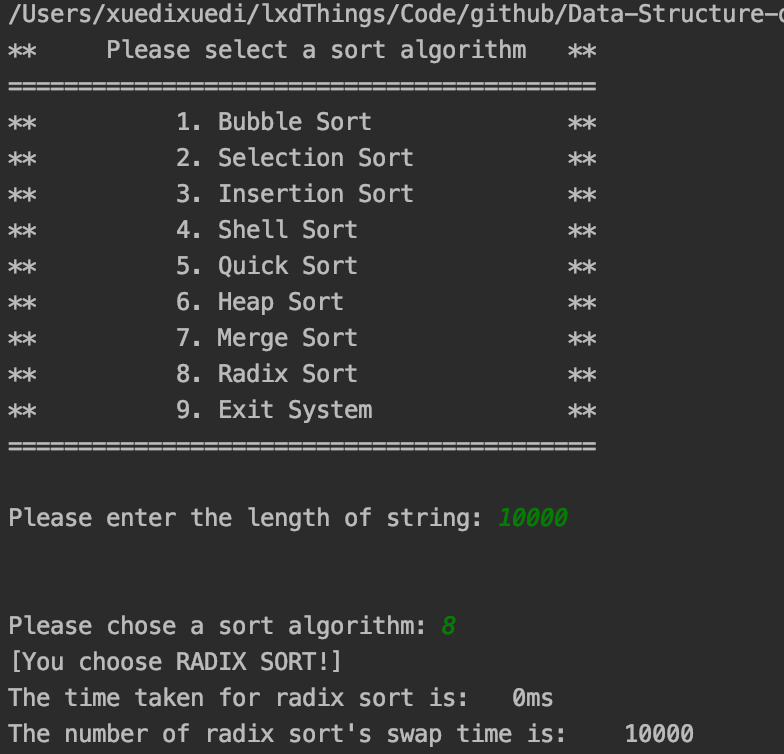 /Users/xuedixuedi/lxdThings/Code/github/Data-Structure-
** Please select a sort algorithm **
==========================================
** 1. Bubble Sort **
** 2. Selection Sort **
** 3. Insertion Sort **
** 4. Shell Sort **
** 5. Quick Sort **
** 6. Heap Sort **
** 7. Merge Sort **
** 8. Radix Sort **
** 9. Exit System **
==========================================
Please enter the length of string: 10000
Please chose a sort algorithm: 8
[You choose RADIX SORT!]
The time taken for radix sort is: 0ms
The number of radix sort's swap time is: 10000